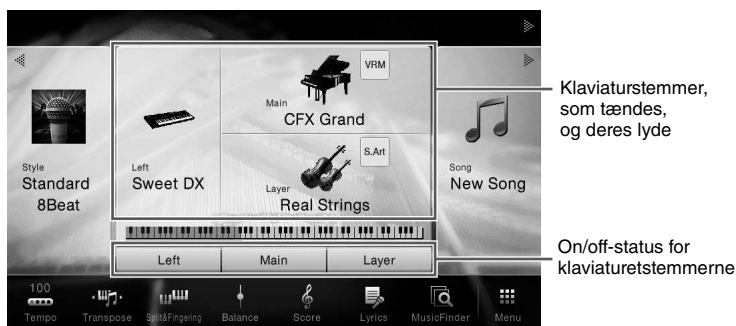 VRM
Main
CFX Grand
Style
Standard
8Beat
Left
Sweet DX
S.Art
Layer
Real Strings
Song
New Song
Left
Main
Layer
100
Tempo
Transpose
Split&Fingering
Balance
Score
Lyrics
MusicFinder
Menu
Klaviaturstemmer,
som tændes,
og deres lyde
On/off-status for
klaviaturetstemmerne